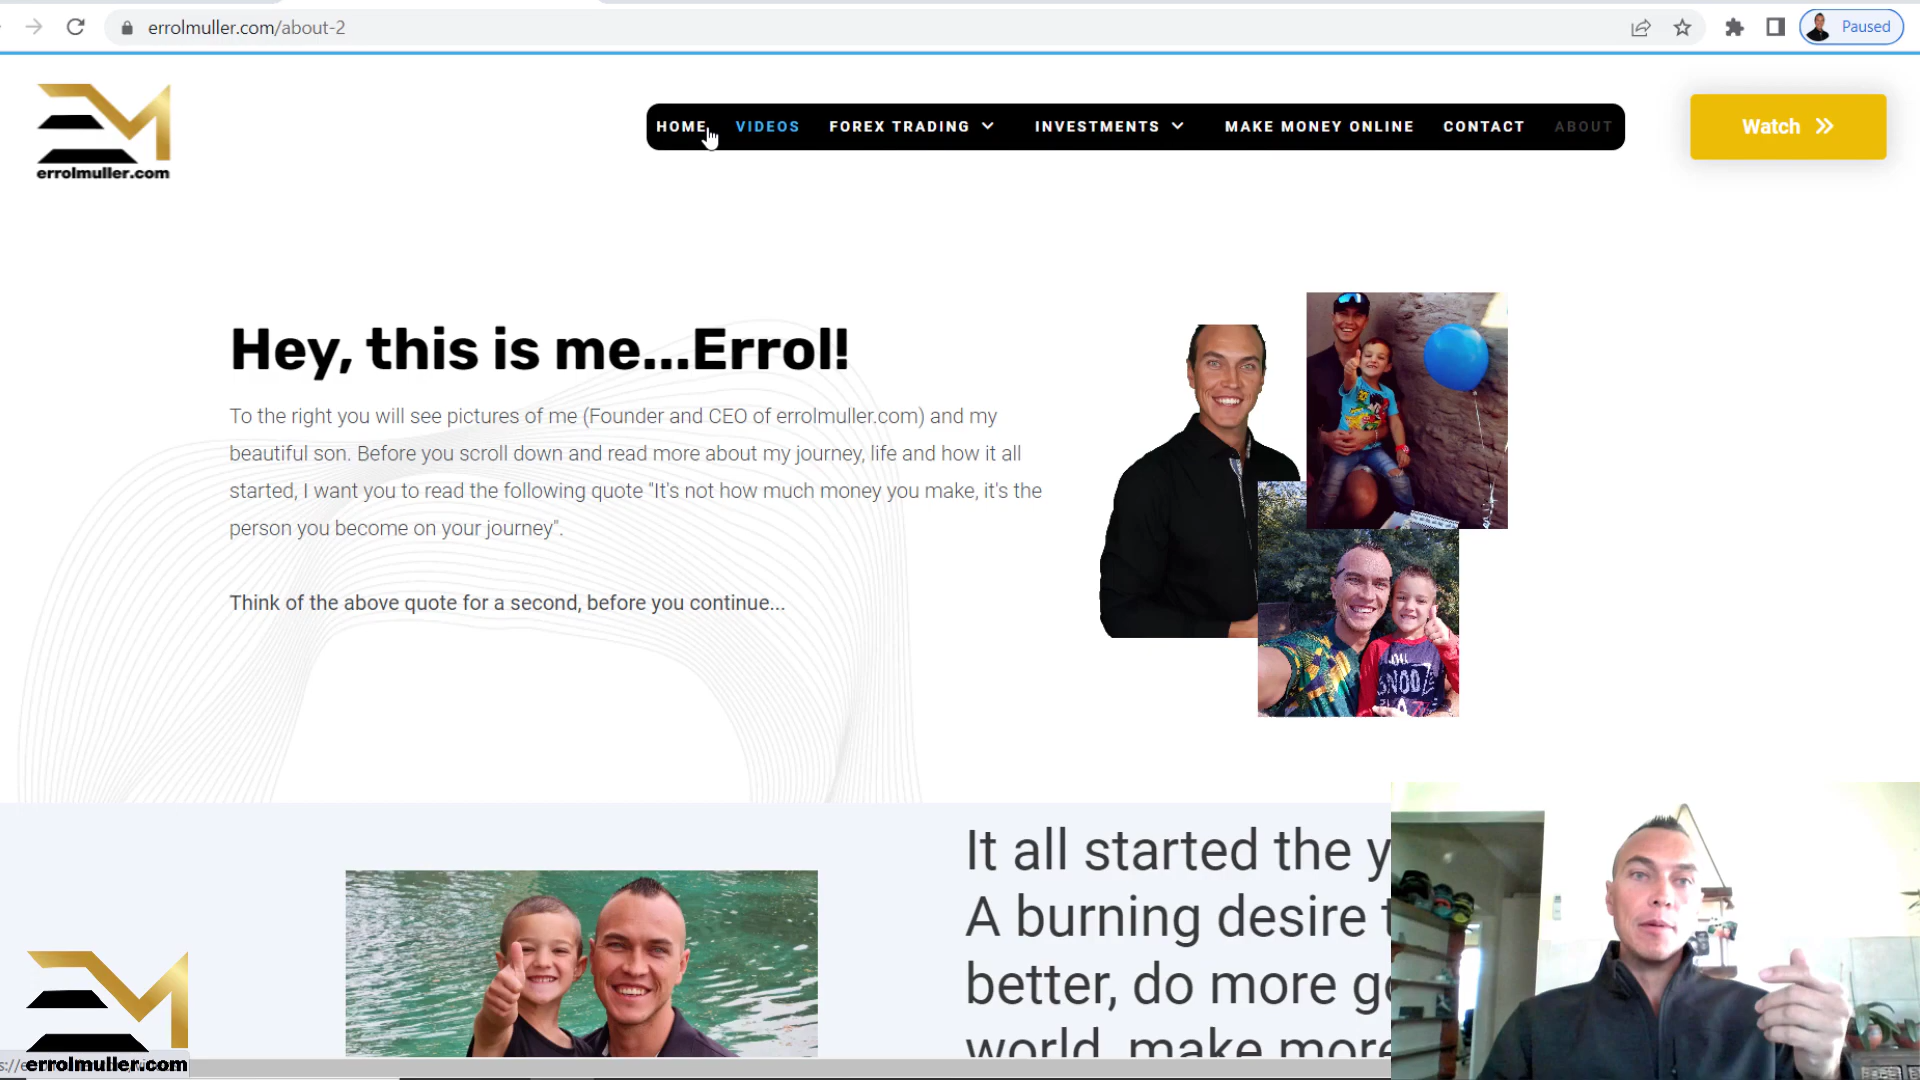 errolmuller.com/about-2
Paused
errolmuller.com
HOME VIDEOS FOREX TRADING INVESTMENTS MAKE MONEY ONLINE CONTACT ABOUT
Watch
Hey, this is me...Errol!
To the right you will see pictures of me (Founder and CEO of errolmuller.com) and my
beautiful son. Before you scroll down and read more about my journey, life and how it all
started, I want you to read the following quote "It's not how much money you make, it's the
person you become on your journey".
Think of the above quote for a second, before you continue...
It all started the y
A burning desire
better, do more
world, make more
errolmuller.com